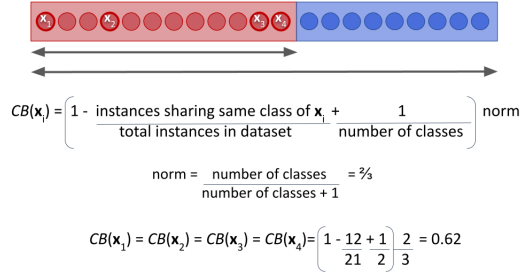 x1 x2 x3 x4
CB(xi) = (1 - instances sharing same class of xi / total instances in dataset + 1 / number of classes) norm
norm = number of classes / number of classes + 1 = ⅔
CB(x1) = CB(x2) = CB(x3) = CB(x4)= (1 - 12/21 + 1/2) 2/3 = 0.62